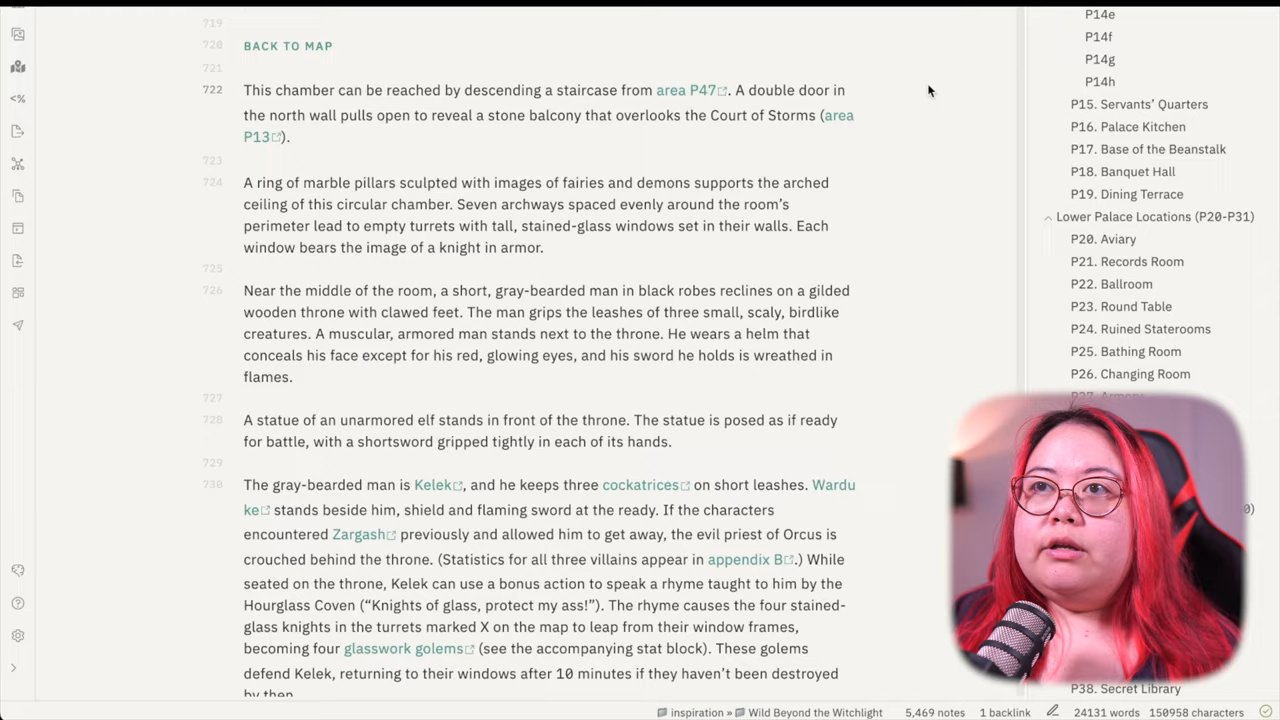 719
720 BACK TO MAP
721
722 This chamber can be reached by descending a staircase from area P47. A double door in
the north wall pulls open to reveal a stone balcony that overlooks the Court of Storms (area
P13).
723
724 A ring of marble pillars sculpted with images of fairies and demons supports the arched
ceiling of this circular chamber. Seven archways spaced evenly around the room's
perimeter lead to empty turrets with tall, stained-glass windows set in their walls. Each
window bears the image of a knight in armor.
725
726 Near the middle of the room, a short, gray-bearded man in black robes reclines on a gilded
wooden throne with clawed feet. The man grips the leashes of three small, scaly, birdlike
creatures. A muscular, armored man stands next to the throne. He wears a helm that
conceals his face except for his red, glowing eyes, and his sword he holds is wreathed in
flames.
727
728 A statue of an unarmored elf stands in front of the throne. The statue is posed as if ready
for battle, with a shortsword gripped tightly in each of its hands.
729
730 The gray-bearded man is Kelek, and he keeps three cockatrices on short leashes. Wardu
ke stands beside him, shield and flaming sword at the ready. If the characters
encountered Zargash previously and allowed him to get away, the evil priest of Orcus is
crouched behind the throne. (Statistics for all three villains appear in appendix B.) While
seated on the throne, Kelek can use a bonus action to speak a rhyme taught to him by the
Hourglass Coven (“Knights of glass, protect my ass!”). The rhyme causes the four stained-
glass knights in the turrets marked X on the map to leap from their window frames,
becoming four glasswork golems (see the accompanying stat block). These golems
defend Kelek, returning to their windows after 10 minutes if they haven't been destroyed
by then
P14e
P14f
P14g
P14h
P15. Servants’ Quarters
P16. Palace Kitchen
P17. Base of the Beanstalk
P18. Banquet Hall
P19. Dining Terrace
Lower Palace Locations (P20-P31)
P20. Aviary
P21. Records Room
P22. Ballroom
P23. Round Table
P24. Ruined Staterooms
P25. Bathing Room
P26. Changing Room
P27. Armory
P38. Secret Library
inspiration » Wild Beyond the Witchlight 5,469 notes 1 backlink 24131 words 150958 characters